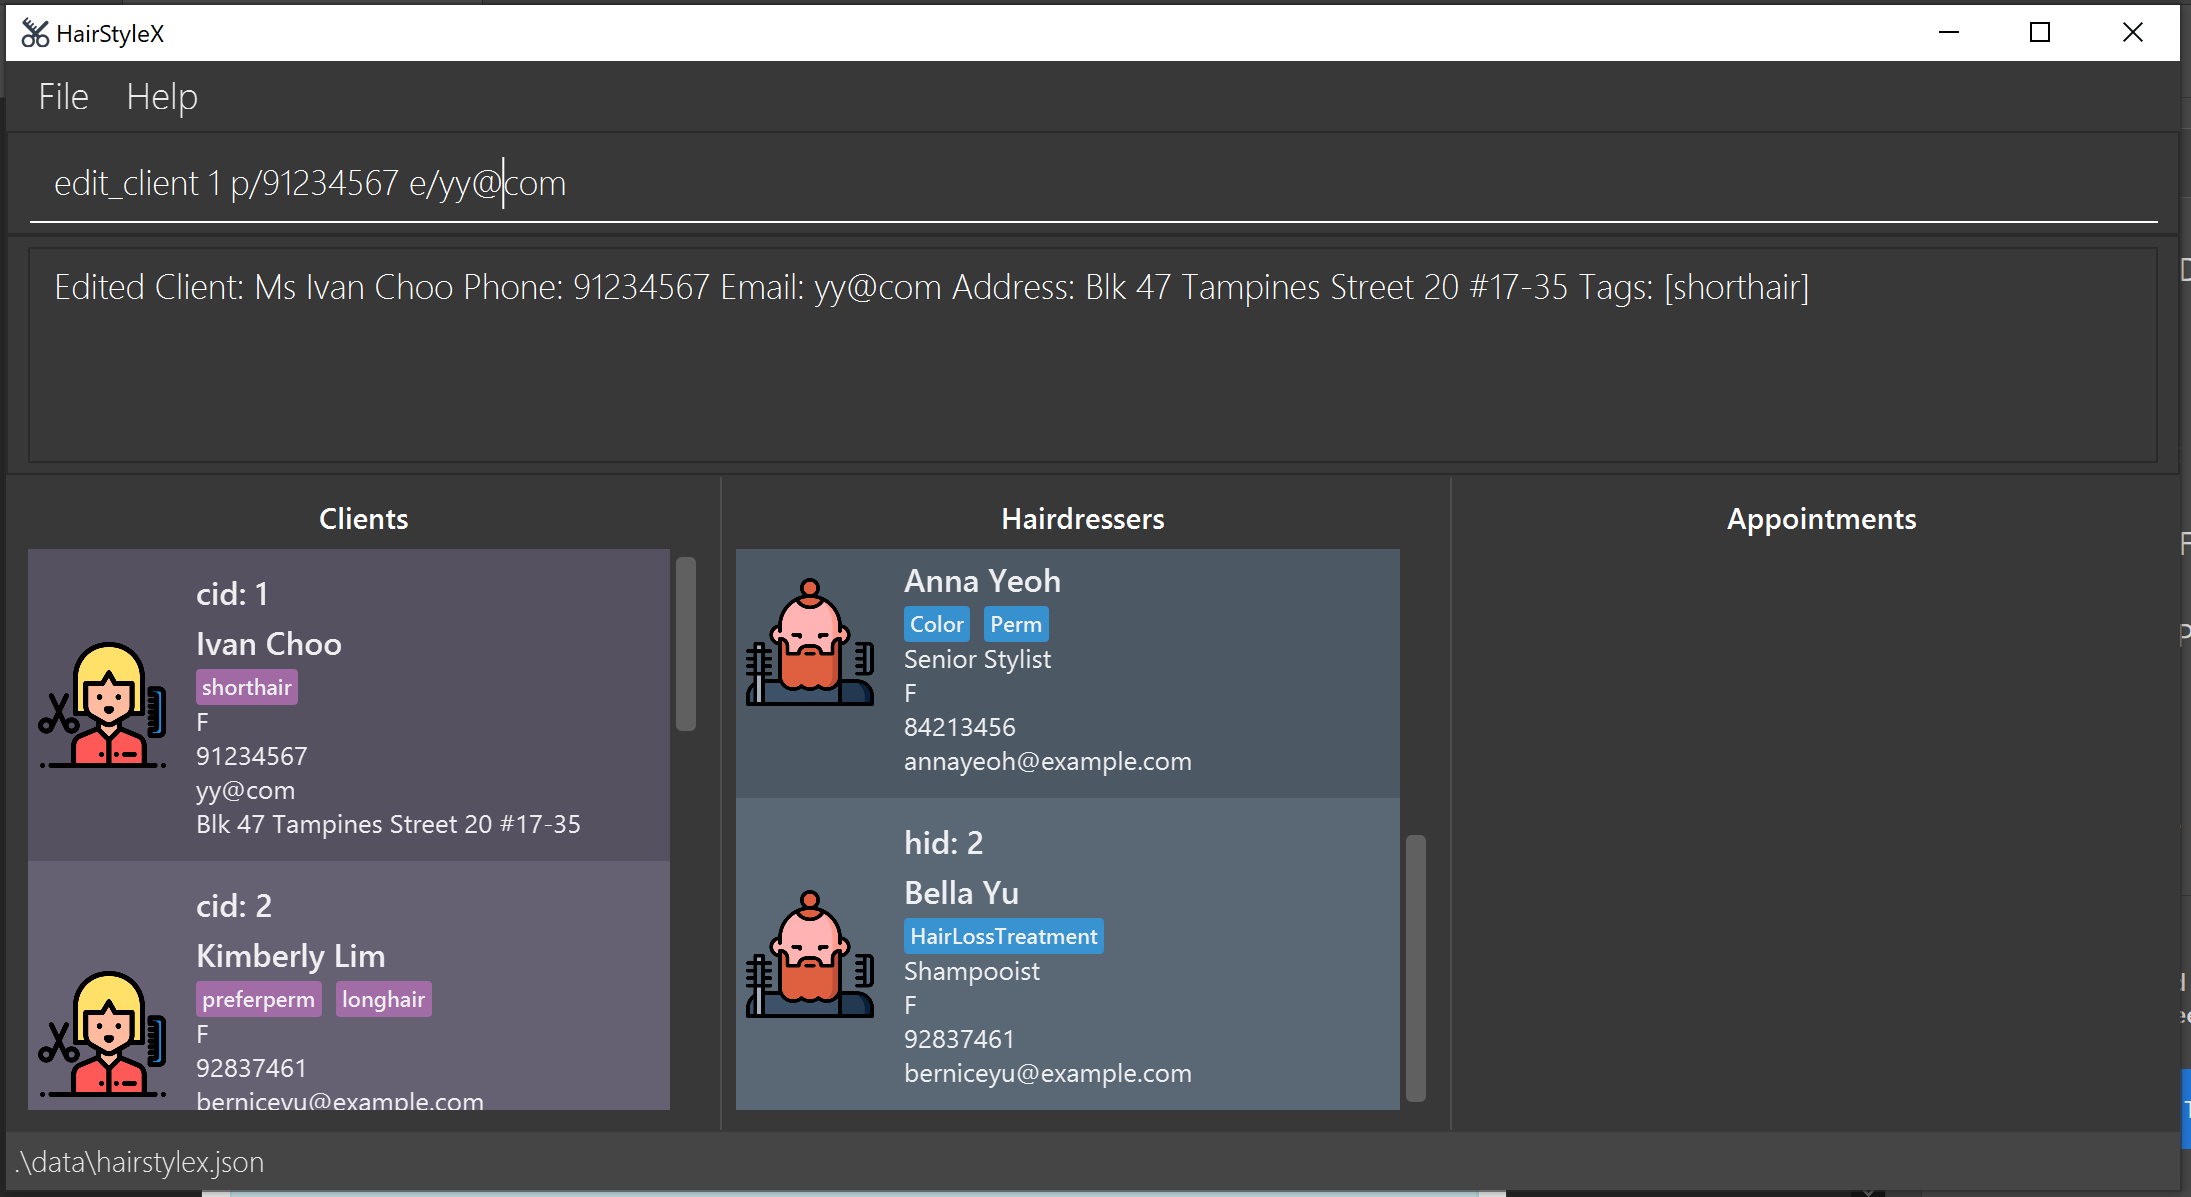 HairStyleX
File Help
edit_client 1 p/91234567 e/yy@com
Edited Client: Ms Ivan Choo Phone: 91234567 Email: yy@com Address: Blk 47 Tampines Street 20 #17-35 Tags: [shorthair]
Clients
cid: 1
Ivan Choo
shorthair
F
91234567
yy@com
Blk 47 Tampines Street 20 #17-35
cid: 2
Kimberly Lim
preferperm longhair
F
92837461
berniceyu@example.com
Hairdressers
Anna Yeoh
Color Perm
Senior Stylist
F
84213456
annayeoh@example.com
hid: 2
Bella Yu
HairLossTreatment
Shampooist
F
92837461
berniceyu@example.com
Appointments
.\data\hairstylex.json